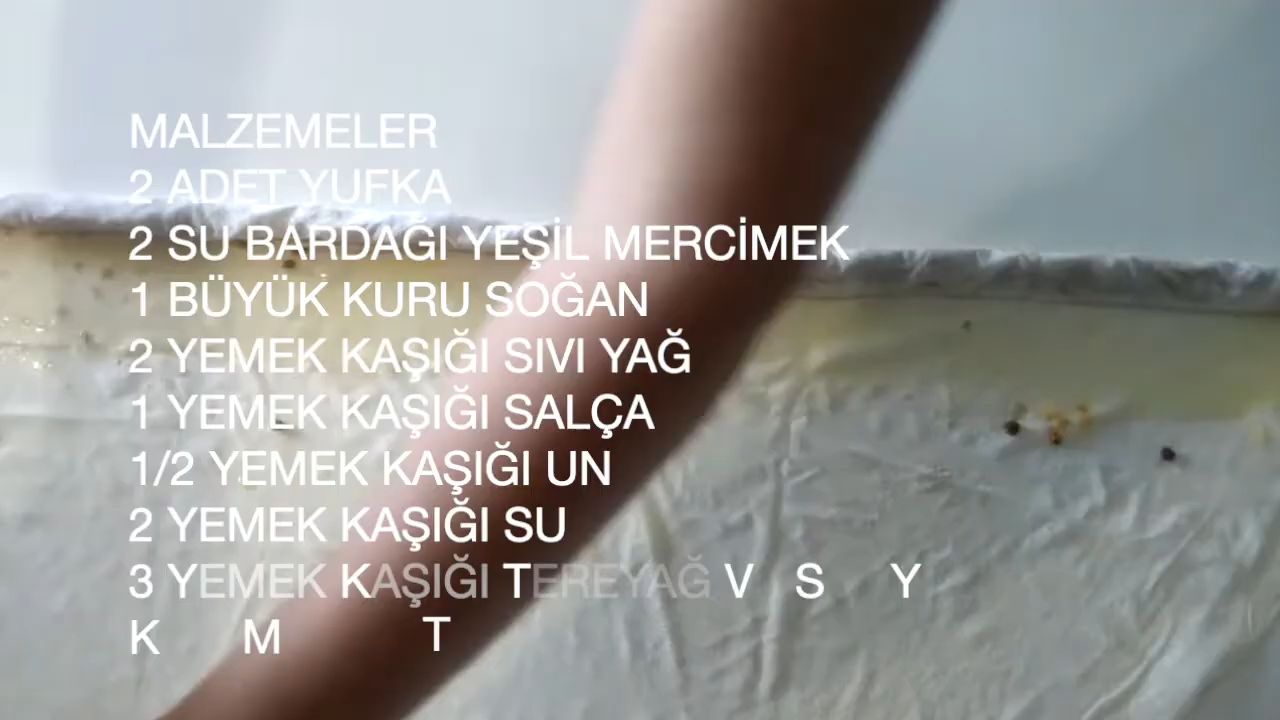 MALZEMELER
2 ADET YUFKA
2 SU BARDAĞI YEŞİL MERCİMEK
1 BÜYÜK KURU SOĞAN
2 YEMEK KAŞIĞI SIVI YAĞ
1 YEMEK KAŞIĞI SALÇA
1/2 YEMEK KAŞIĞI UN
2 YEMEK KAŞIĞI SU
3 YEMEK KAŞIĞI TEREYAĞ V S Y
K M T